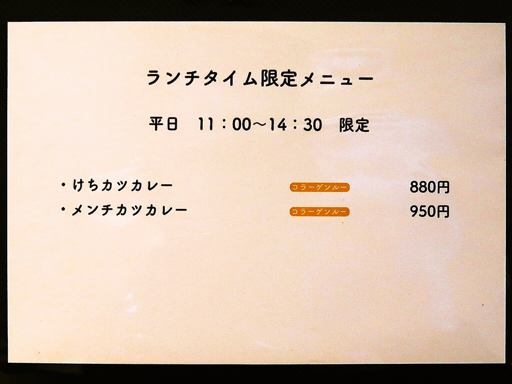 ランチタイム限定メニュー
平日 11：00～14：30 限定
・けちカツカレー コラーゲンルー 880円
・メンチカツカレー コラーゲンルー 950円